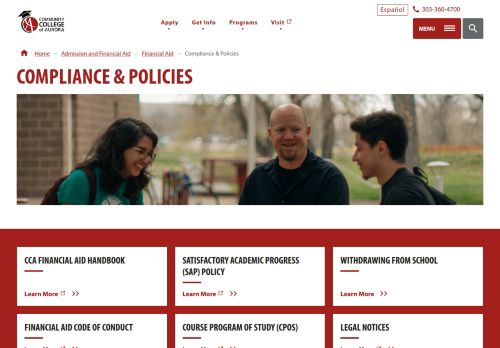 COMMUNITY
COLLEGE
of AURORA
Apply
Get Info
Programs
Visit
Español
303-360-4700
MENU
Home – Admission and Financial Aid – Financial Aid – Compliance & Policies
COMPLIANCE & POLICIES
CCA FINANCIAL AID HANDBOOK
Learn More
SATISFACTORY ACADEMIC PROGRESS
(SAP) POLICY
Learn More
WITHDRAWING FROM SCHOOL
Learn More
FINANCIAL AID CODE OF CONDUCT
COURSE PROGRAM OF STUDY (CPOS)
LEGAL NOTICES